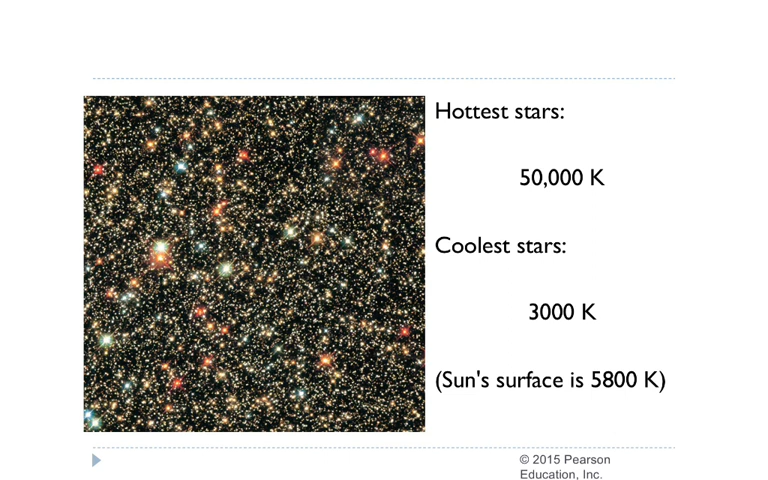 Hottest stars:
50,000 K
Coolest stars:
3000 K
(Sun's surface is 5800 K)
© 2015 Pearson
Education, Inc.